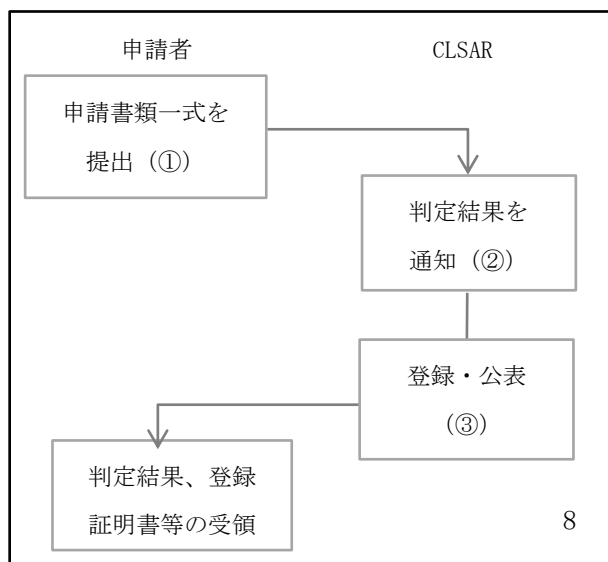 申請者
CLSAR
申請書類一式を
提出（①）
判定結果を
通知（②）
登録・公表
（③）
判定結果、登録
証明書等の受領
8